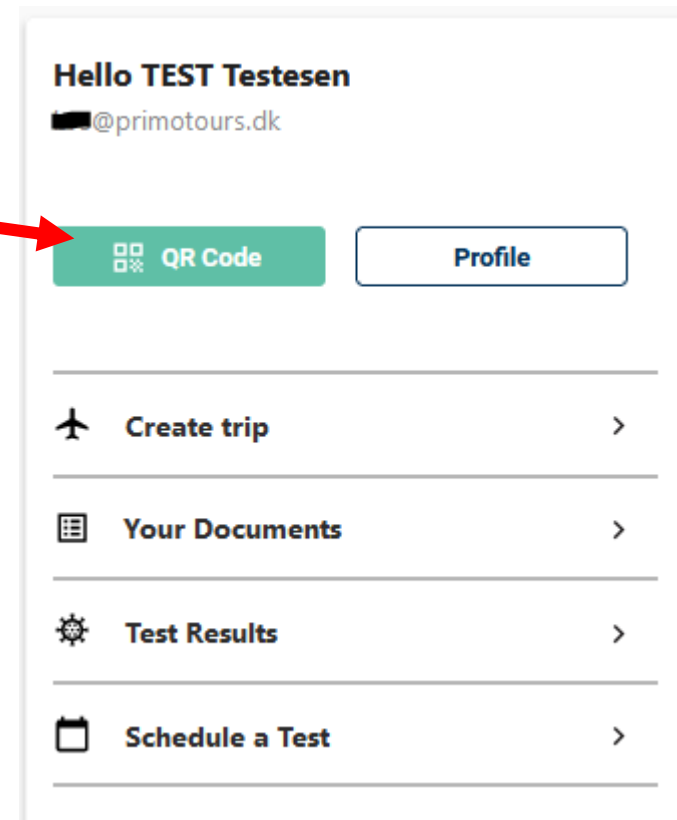 Hello TEST Testesen
@primotours.dk
QR Code
Profile
Create trip
Your Documents
Test Results
Schedule a Test